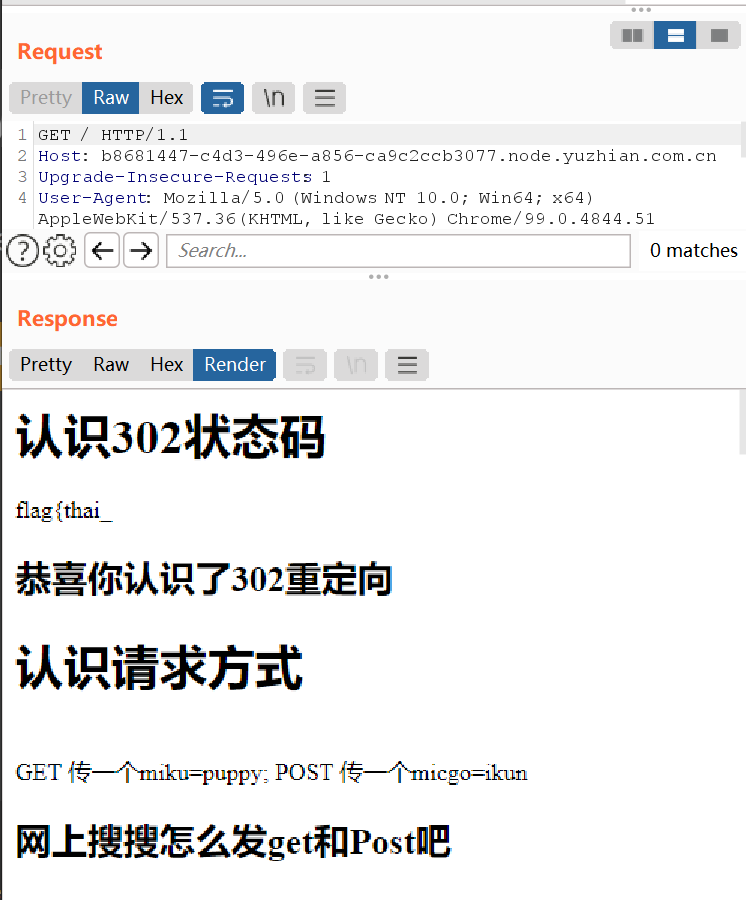 Request
Pretty Raw Hex \n
1 GET / HTTP/1.1
2 Host: b8681447-c4d3-496e-a856-ca9c2ccb3077.node.yuzhian.com.cn
3 Upgrade-Insecure-Requests: 1
4 User-Agent: Mozilla/5.0 (Windows NT 10.0; Win64; x64)
AppleWebKit/537.36(KHTML, like Gecko) Chrome/99.0.4844.51
? Search... 0 matches
Response
Pretty Raw Hex Render \n
认识302状态码
flag{thai_
恭喜你认识了302重定向
认识请求方式
GET 传一个miku=puppy; POST 传一个micgo=ikun
网上搜搜怎么发get和Post吧